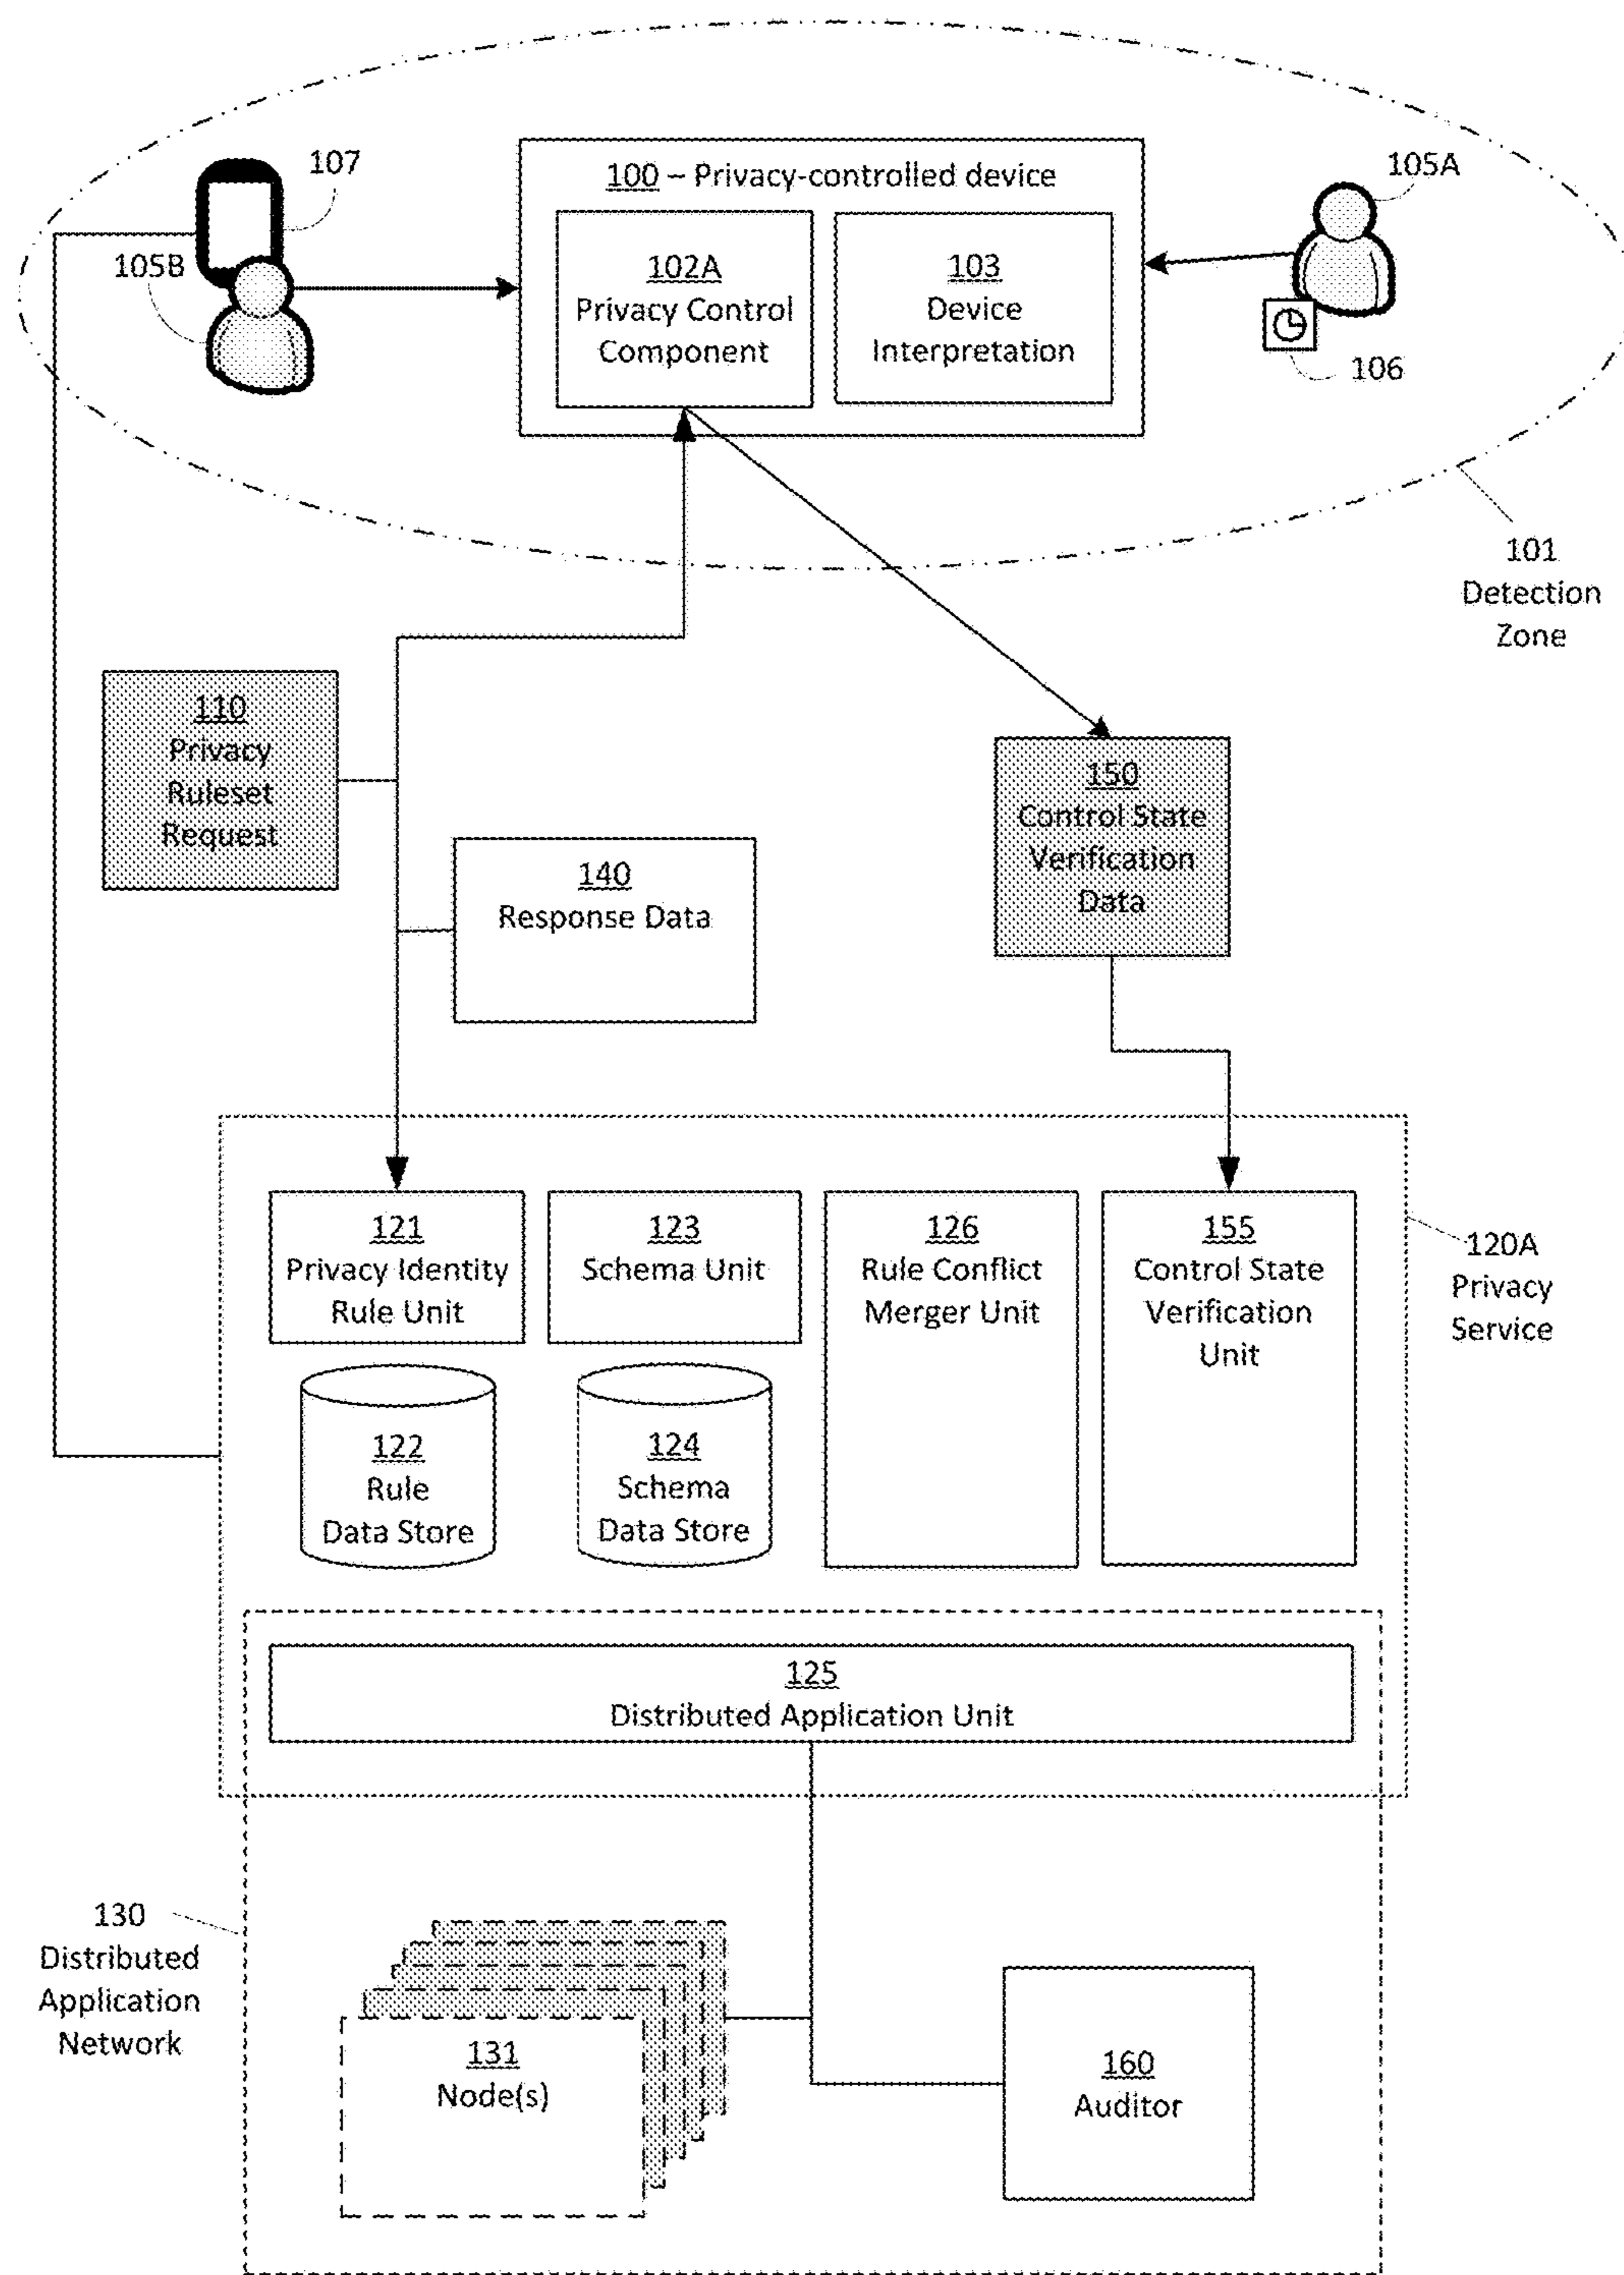 107
100 – Privacy-controlled device
105A
105B
102A
Privacy Control
Component
103
Device
Interpretation
106
101
Detection
Zone
110
Privacy
Ruleset
Request
150
Control State
Verification
Data
140
Response Data
121
Privacy Identity
Rule Unit
123
Schema Unit
126
Rule Conflict
Merger Unit
155
Control State
Verification
Unit
120A
Privacy
Service
122
Rule
Data Store
124
Schema
Data Store
125
Distributed Application Unit
130
Distributed
Application
Network
131
Node(s)
160
Auditor